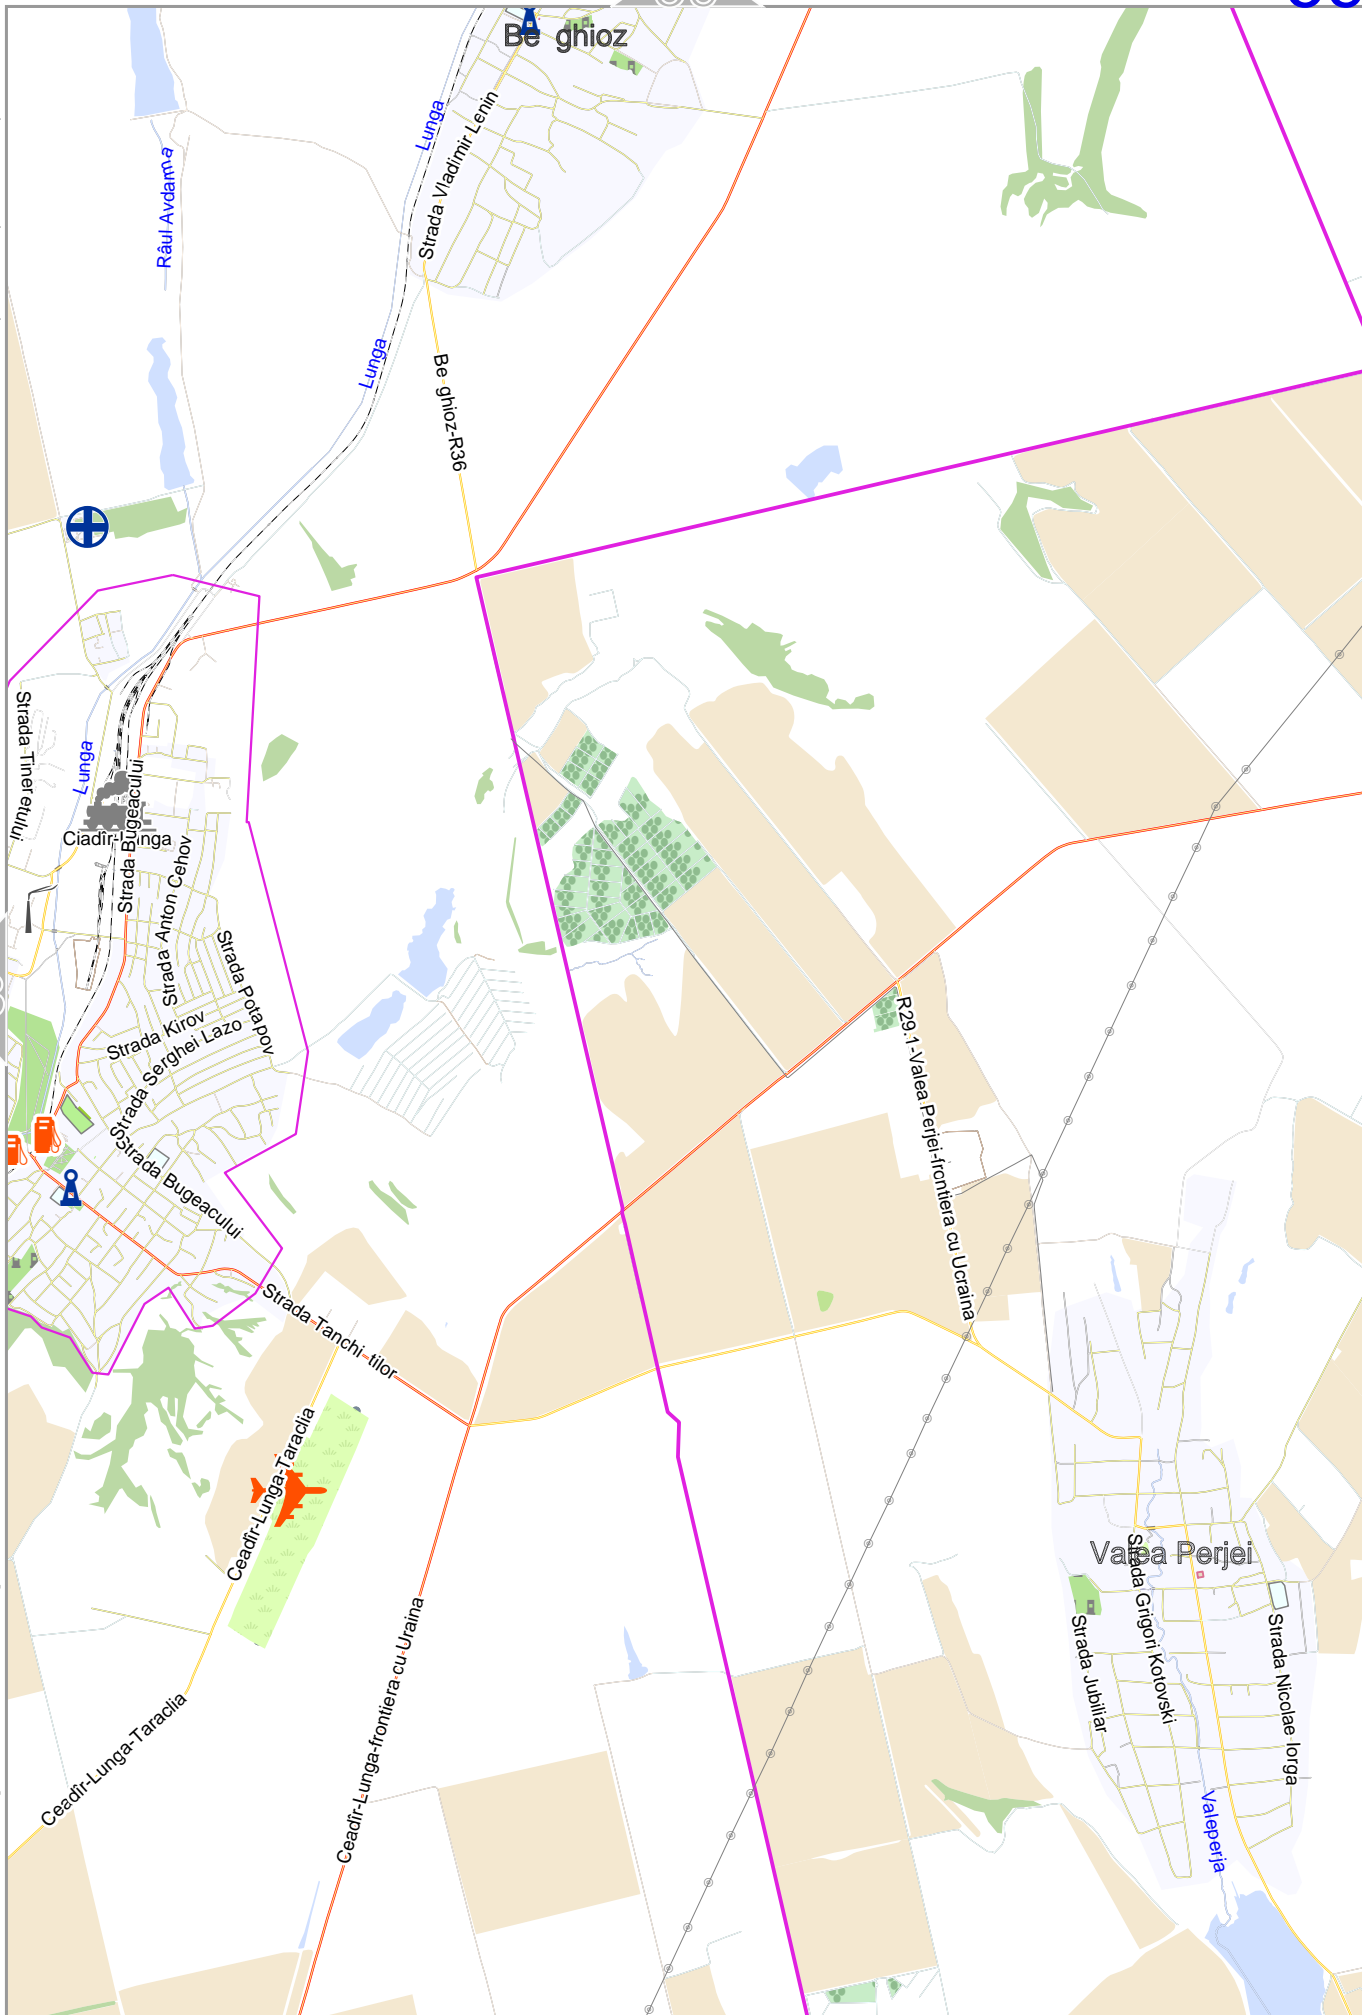 Be ghioz
Lunga
Strada Vladimir Lenin
Râul Avdarma
Lunga
Be ghioz-R36
Strada Tineretului
Lunga
Ciadîr-Lunga
Strada Bugeacului
Strada Anton Cehov
Strada Potapov
Strada Kirov
Strada Serghei Lazo
Strada Bugeacului
R29.1-Valea Perjei-frontiera cu Ucraina
Strada Tanchi tilor
Ceadîr-Lunga-Taraclia
Valea Perjei
Strada Grigori Kotovski
Strada Jubiliar
Strada Nicolae Iorga
Ceadîr-Lunga-frontiera cu Uraina
Ceadîr-Lunga-Taraclia
Valeperja